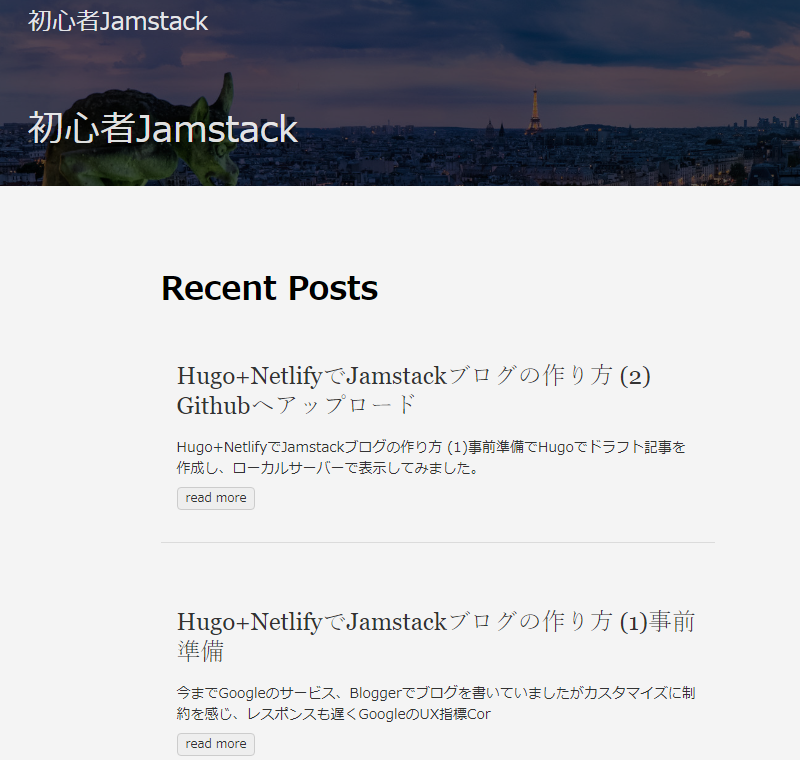 初心者Jamstack
初心者Jamstack
Recent Posts
Hugo+NetlifyでJamstackブログの作り方 (2)
Githubへアップロード
Hugo+NetlifyでJamstackブログの作り方 (1)事前準備でHugoでドラフト記事を
作成し、ローカルサーバーで表示してみました。
read more
Hugo+NetlifyでJamstackブログの作り方 (1)事前
準備
今までGoogleのサービス、Bloggerでブログを書いていましたがカスタマイズに制
約を感じ、レスポンスも遅くGoogleのUX指標Cor
read more